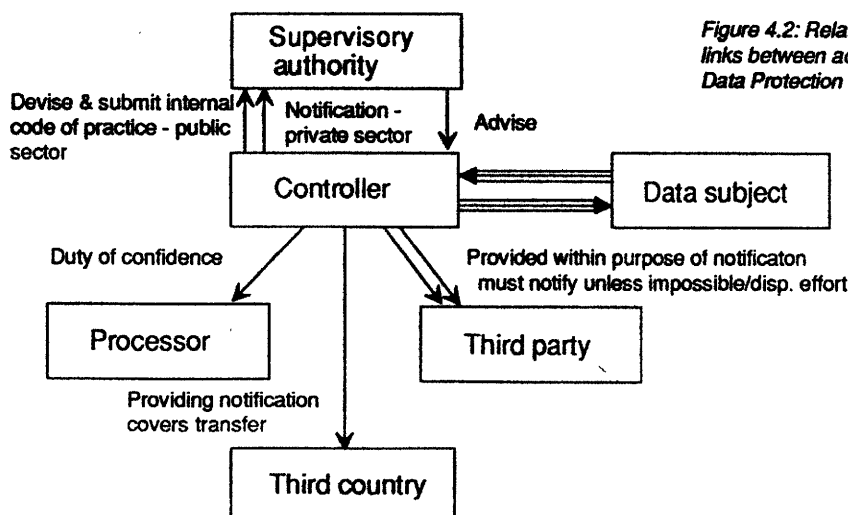 Supervisory
authority
Figure 4.2: Rela
links between a
Data Protection
Devise & submit internal
code of practice - public
sector
Notification -
private sector
Advise
Controller
Data subject
Duty of confidence
Provided within purpose of notificaton
must notify unless impossible/disp. effort
Processor
Third party
Providing notification
covers transfer
Third country